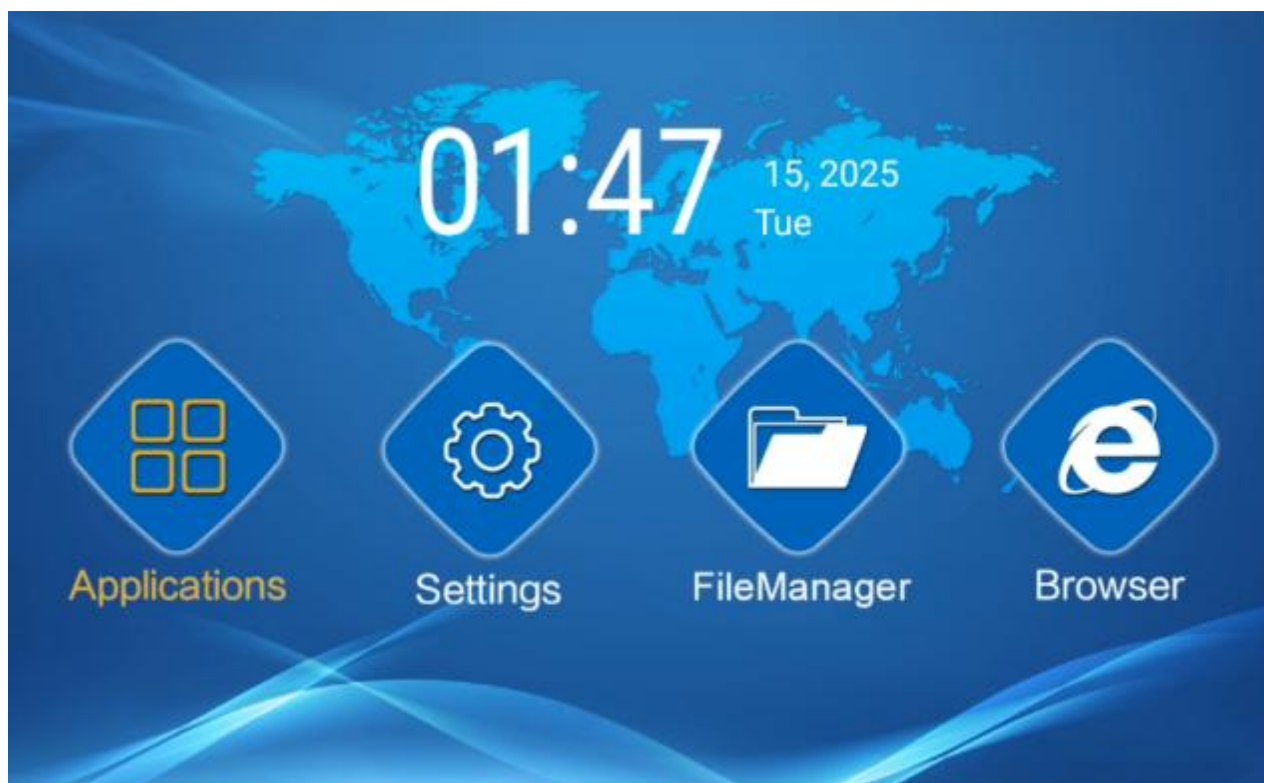 01:47
15, 2025
Tue
Applications
Settings
FileManager
Browser